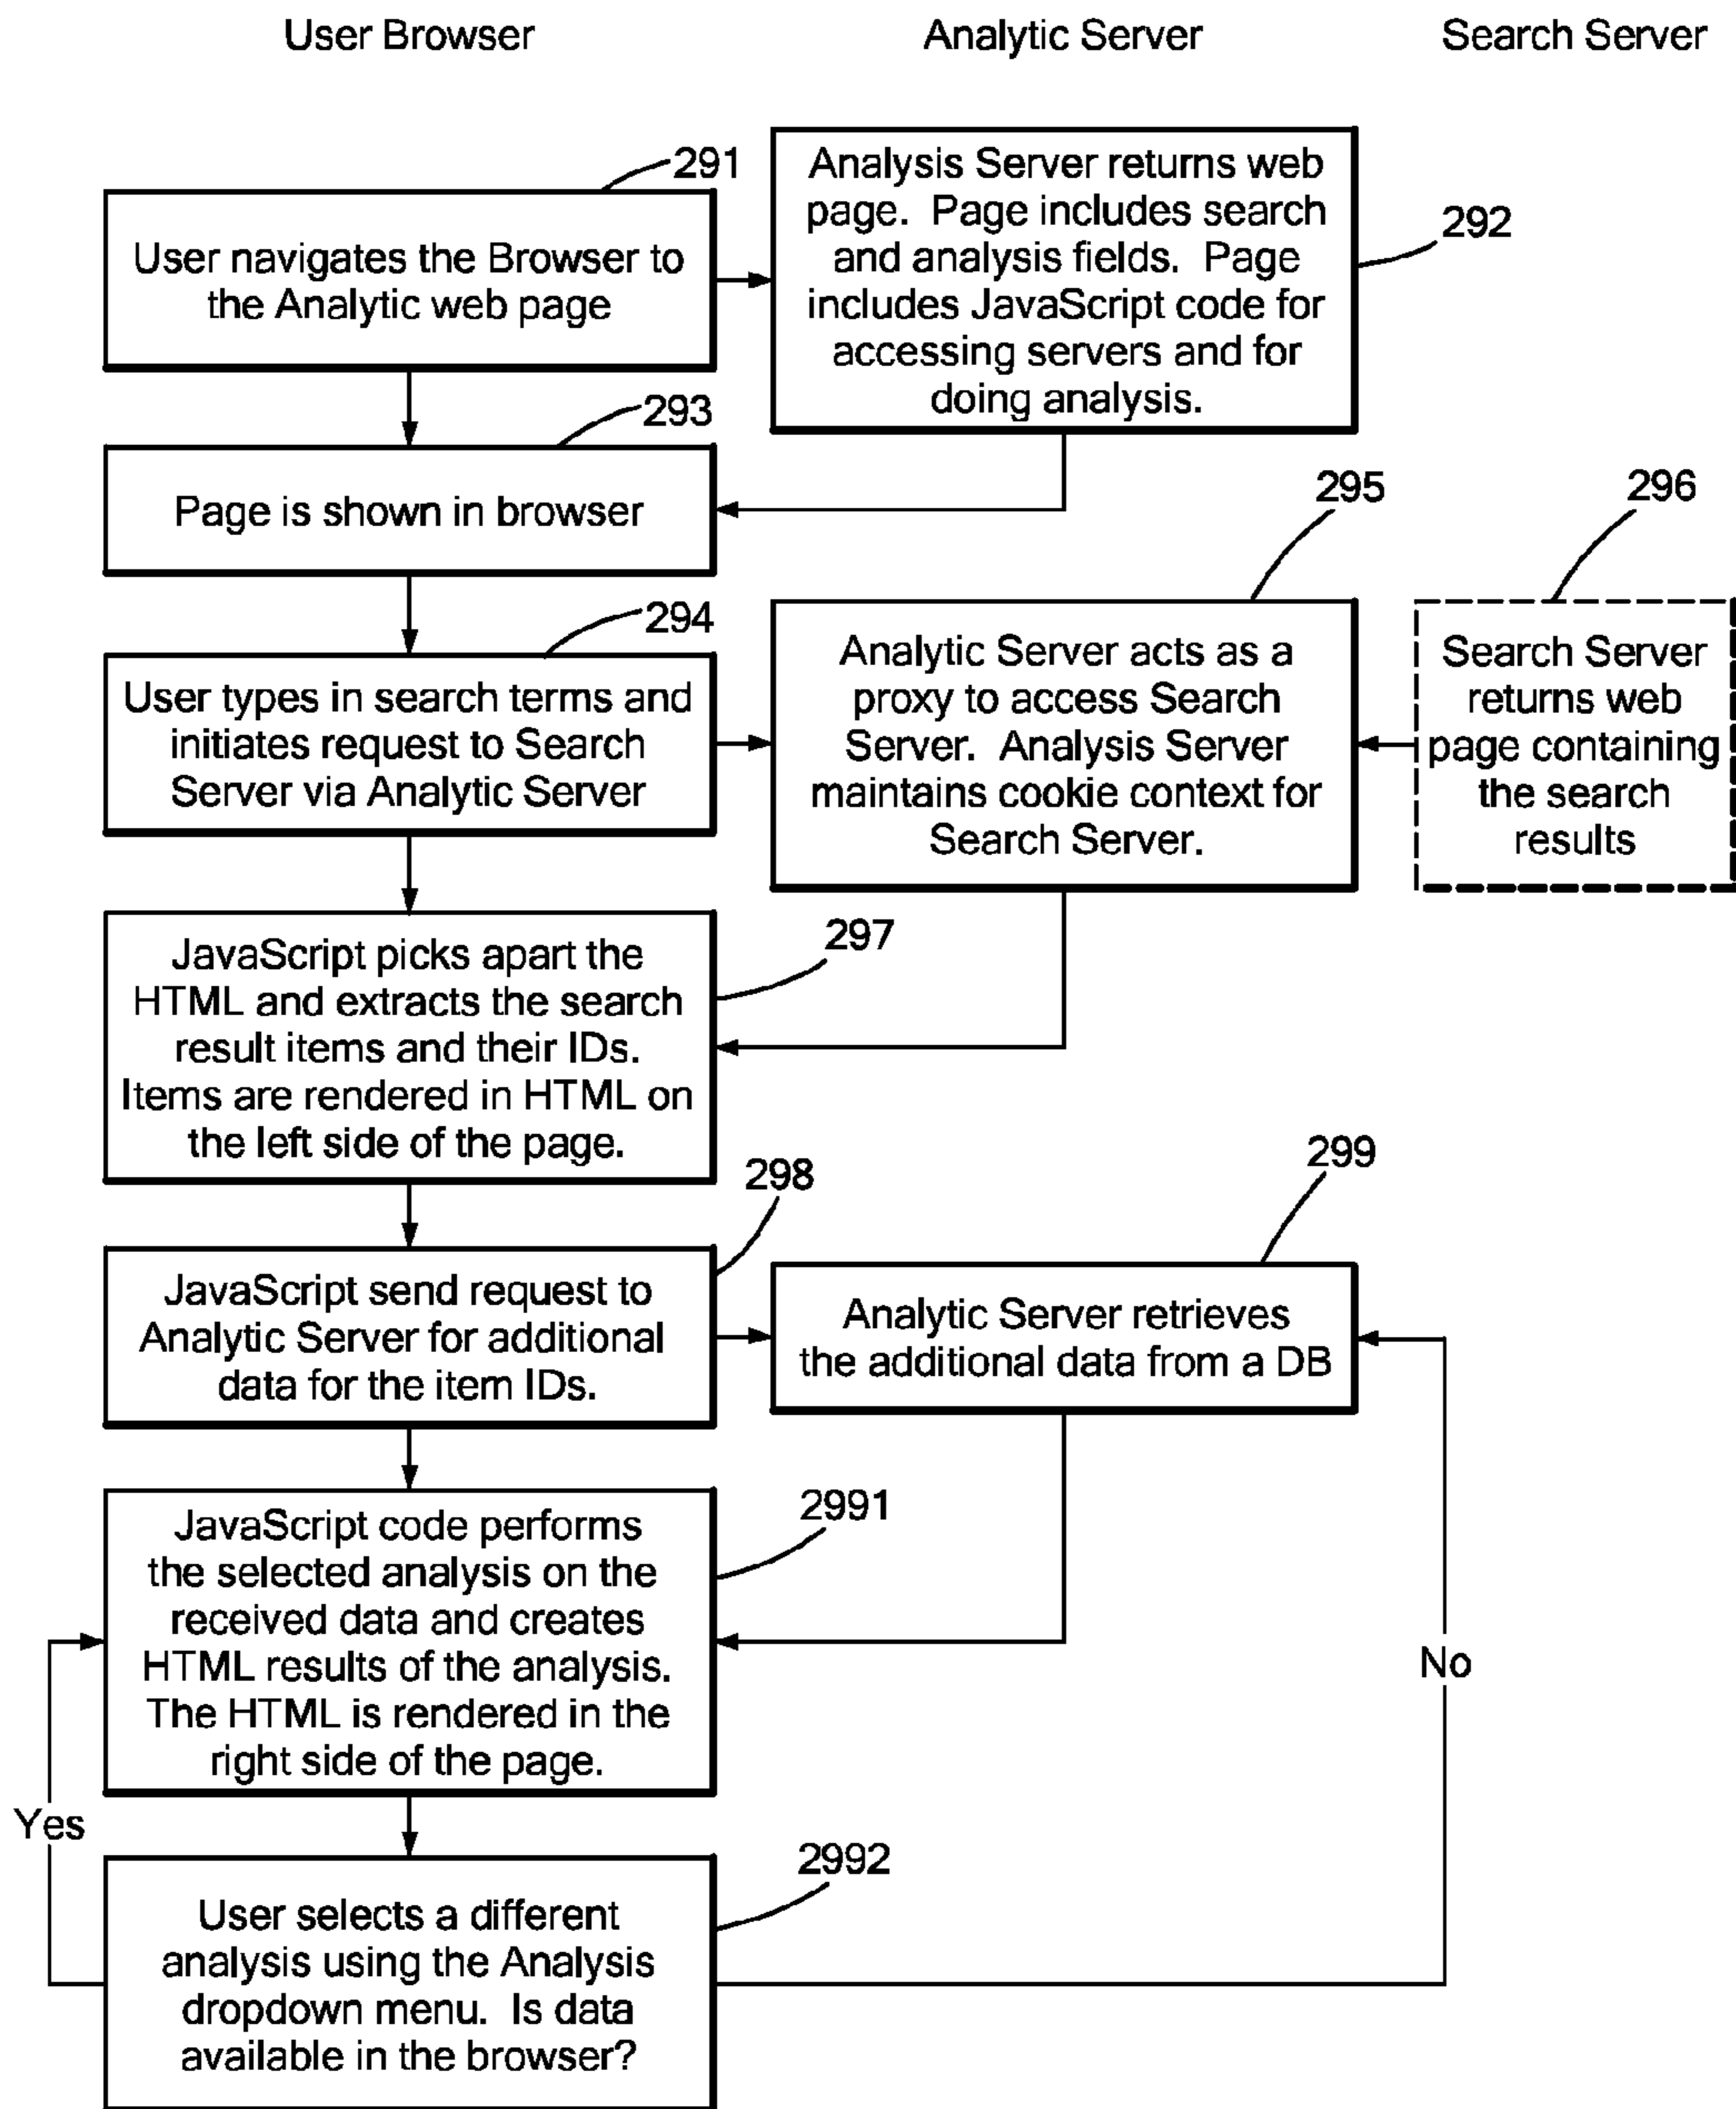 User Browser
Analytic Server
Search Server
291
User navigates the Browser to
the Analytic web page
Analysis Server returns web
page. Page includes search
and analysis fields. Page
includes JavaScript code for
accessing servers and for
doing analysis.
292
293
Page is shown in browser
294
User types in search terms and
initiates request to Search
Server via Analytic Server
295
Analytic Server acts as a
proxy to access Search
Server. Analysis Server
maintains cookie context for
Search Server.
296
Search Server
returns web
page containing
the search
results
297
JavaScript picks apart the
HTML and extracts the search
result items and their IDs.
Items are rendered in HTML on
the left side of the page.
298
JavaScript send request to
Analytic Server for additional
data for the item IDs.
299
Analytic Server retrieves
the additional data from a DB
2991
JavaScript code performs
the selected analysis on the
received data and creates
HTML results of the analysis.
The HTML is rendered in the
right side of the page.
No
Yes
2992
User selects a different
analysis using the Analysis
dropdown menu. Is data
available in the browser?